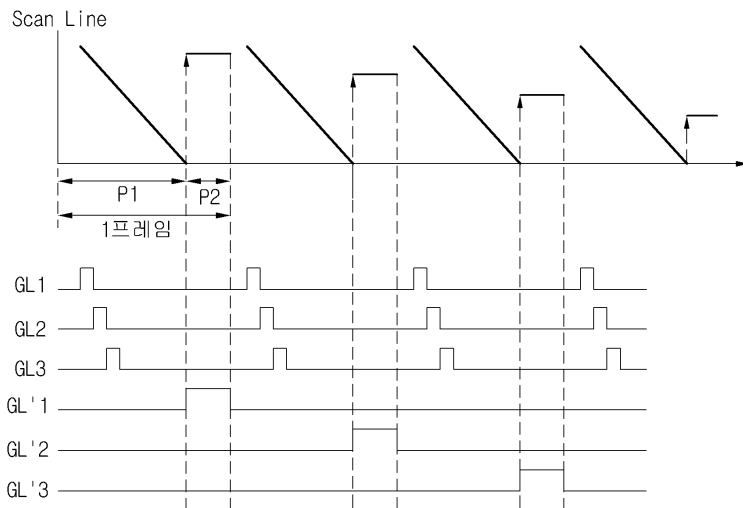 Scan Line
P1
P2
1프레임
GL1
GL2
GL3
GL'1
GL'2
GL'3